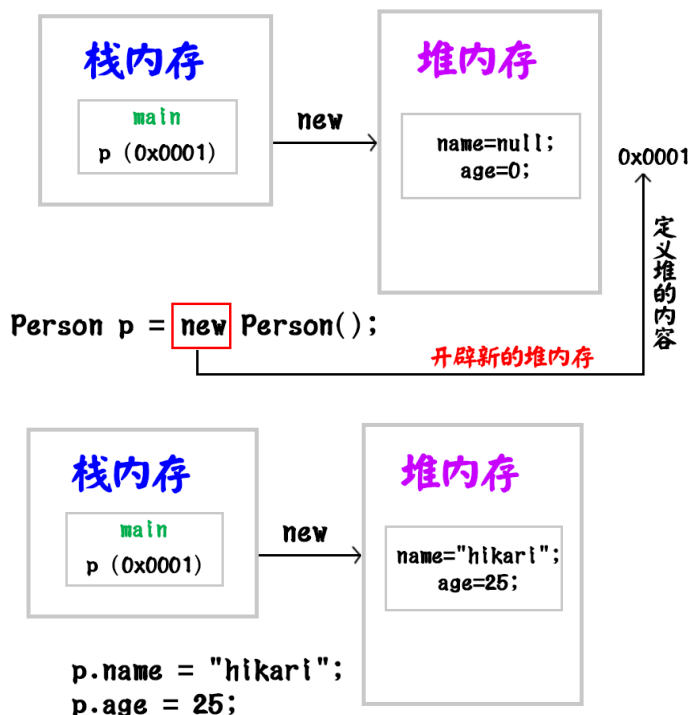 栈内存
main
p (0x0001)
new
堆内存
name=null;
age=0;
0x0001
定义堆的内容
Person p = new Person();
开辟新的堆内存
栈内存
main
p (0x0001)
new
堆内存
name="hikari";
age=25;
p.name = "hikari";
p.age = 25;